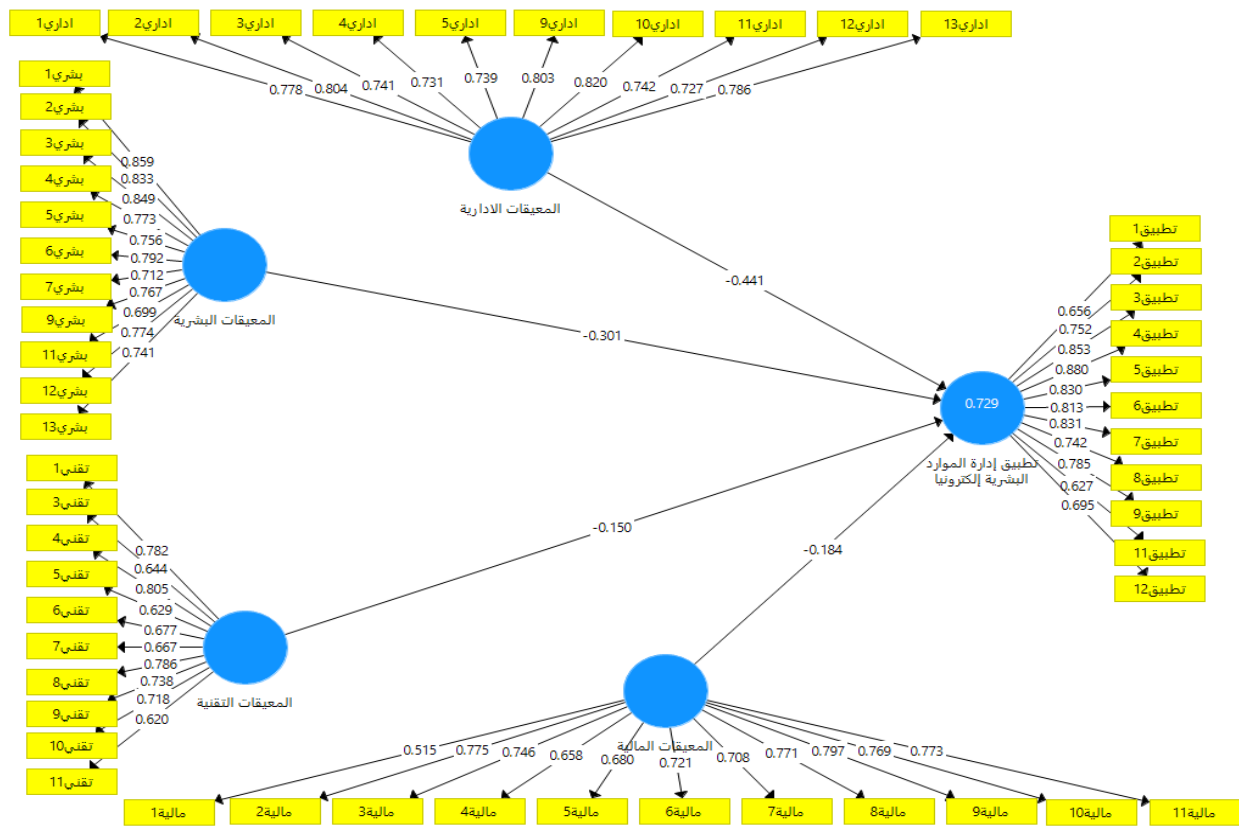 اداري1
اداري2
اداري3
اداري4
اداري5
اداري9
اداري10
اداري11
اداري12
اداري13
0.778
0.804
0.741
0.731
0.739
0.803
0.820
0.742
0.727
0.786
المعيقات الادارية
بشري1
بشري2
بشري3
بشري4
بشري5
بشري6
بشري7
بشري9
بشري11
بشري12
بشري13
0.859
0.833
0.849
0.773
0.756
0.792
0.712
0.767
0.699
0.774
0.741
المعيقات البشرية
-0.441
-0.301
-0.150
-0.184
0.729
تطبيق إدارة الموارد
البشرية إلكترونيا
تطبيق1
تطبيق2
تطبيق3
تطبيق4
تطبيق5
تطبيق6
تطبيق7
تطبيق8
تطبيق9
تطبيق11
تطبيق12
0.656
0.752
0.853
0.880
0.830
0.813
0.831
0.742
0.785
0.627
0.695
تقني1
تقني3
تقني4
تقني5
تقني6
تقني7
تقني8
تقني9
تقني10
تقني11
0.782
0.644
0.805
0.629
0.677
0.667
0.786
0.738
0.718
0.620
المعيقات التقنية
المعيقات المالية
0.515
0.775
0.746
0.658
0.680
0.721
0.708
0.771
0.797
0.769
0.773
مالية1
مالية2
مالية3
مالية4
مالية5
مالية6
مالية7
مالية8
مالية9
مالية10
مالية11